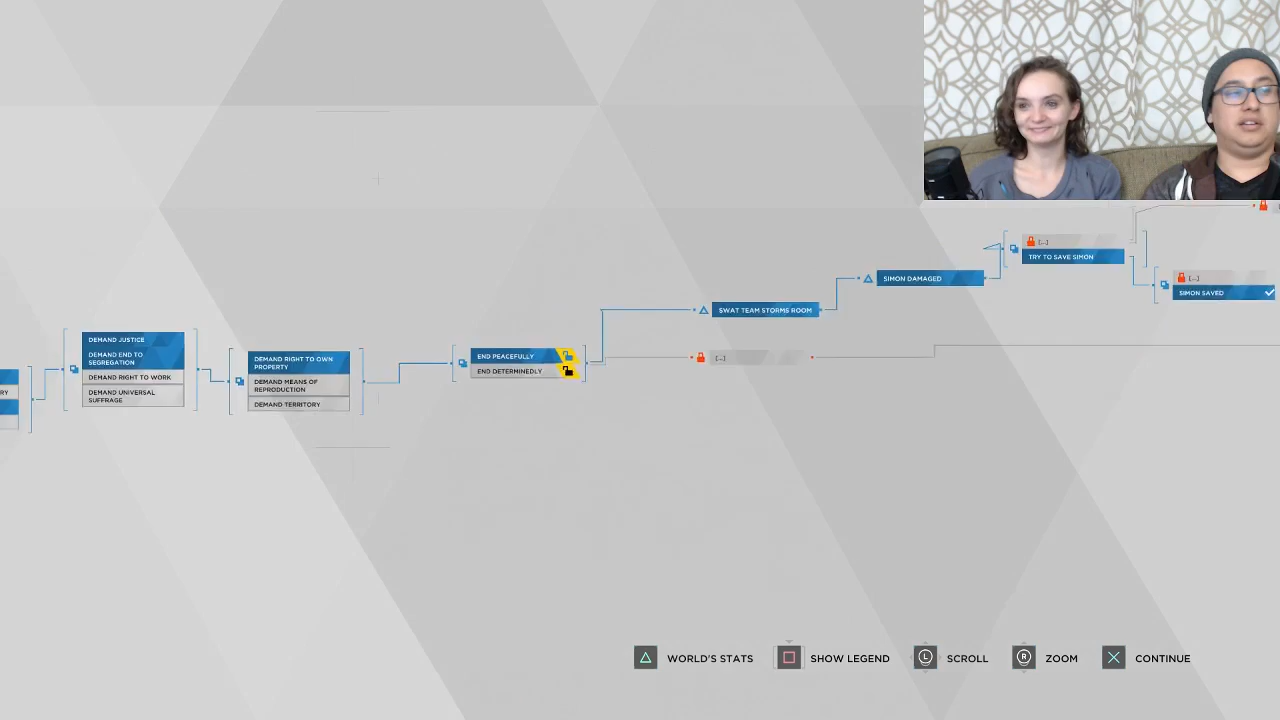 [...]
TRY TO SAVE SIMON
SIMON DAMAGED
[...]
SIMON SAVED
SWAT TEAM STORMS ROOM
DEMAND JUSTICE
DEMAND END TO
SEGREGATION
DEMAND RIGHT TO WORK
DEMAND UNIVERSAL
SUFFRAGE
RY
DEMAND RIGHT TO OWN
PROPERTY
DEMAND MEANS OF
REPRODUCTION
DEMAND TERRITORY
END PEACEFULLY
END DETERMINEDLY
[...]
WORLD'S STATS
SHOW LEGEND
L
SCROLL
R
ZOOM
CONTINUE